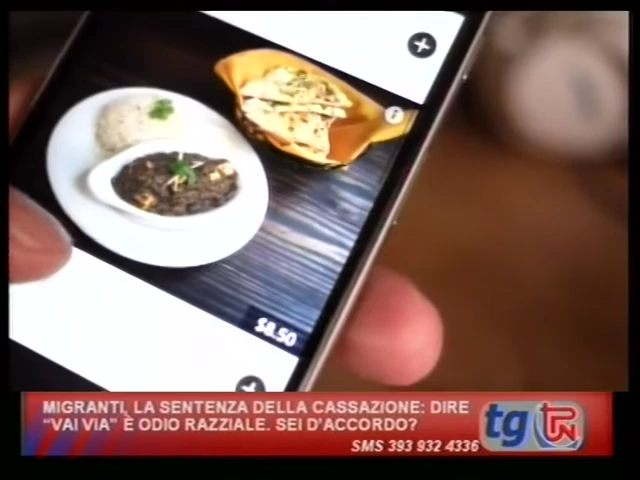 $8.50
MIGRANTI, LA SENTENZA DELLA CASSAZIONE: DIRE
"VAI VIA" È ODIO RAZZIALE. SEI D'ACCORDO?
SMS 393 932 4336
tg TRN